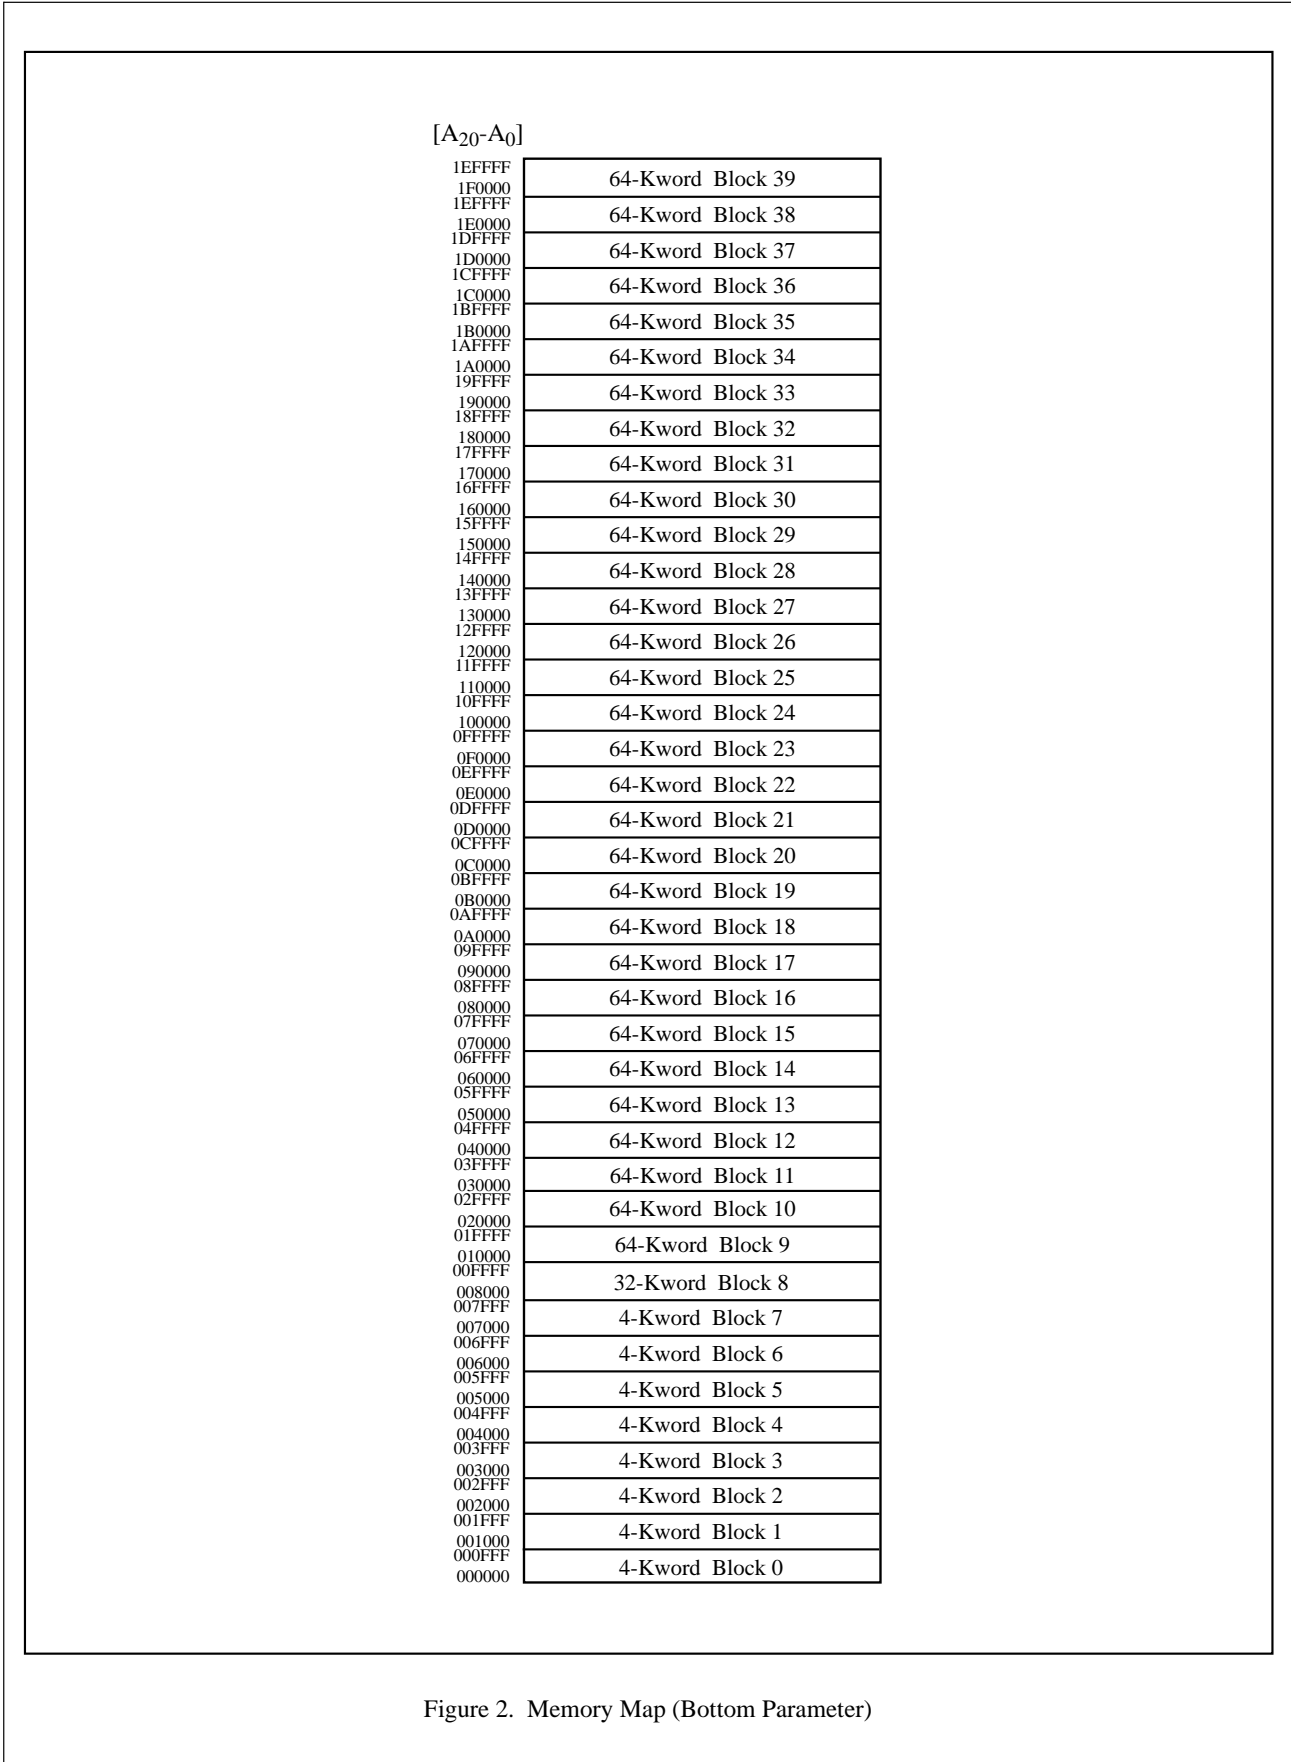 [A20-A0]
1EFFFF
64-Kword Block 39
1F0000
1EFFFF
64-Kword Block 38
1E0000
1DFFFF
64-Kword Block 37
1D0000
1CFFFF
64-Kword Block 36
1C0000
1BFFFF
64-Kword Block 35
1B0000
1AFFFF
64-Kword Block 34
1A0000
19FFFF
64-Kword Block 33
190000
18FFFF
64-Kword Block 32
180000
17FFFF
64-Kword Block 31
170000
16FFFF
64-Kword Block 30
160000
15FFFF
64-Kword Block 29
150000
14FFFF
64-Kword Block 28
140000
13FFFF
64-Kword Block 27
130000
12FFFF
64-Kword Block 26
120000
11FFFF
64-Kword Block 25
110000
10FFFF
64-Kword Block 24
100000
0FFFFF
64-Kword Block 23
0F0000
0EFFFF
64-Kword Block 22
0E0000
0DFFFF
64-Kword Block 21
0D0000
0CFFFF
64-Kword Block 20
0C0000
0BFFFF
64-Kword Block 19
0B0000
0AFFFF
64-Kword Block 18
0A0000
09FFFF
64-Kword Block 17
090000
08FFFF
64-Kword Block 16
080000
07FFFF
64-Kword Block 15
070000
06FFFF
64-Kword Block 14
060000
05FFFF
64-Kword Block 13
050000
04FFFF
64-Kword Block 12
040000
03FFFF
64-Kword Block 11
030000
02FFFF
64-Kword Block 10
020000
01FFFF
64-Kword Block 9
010000
00FFFF
32-Kword Block 8
008000
007FFF
4-Kword Block 7
007000
006FFF
4-Kword Block 6
006000
005FFF
4-Kword Block 5
005000
004FFF
4-Kword Block 4
004000
003FFF
4-Kword Block 3
003000
002FFF
4-Kword Block 2
002000
001FFF
4-Kword Block 1
001000
000FFF
4-Kword Block 0
000000
Figure 2. Memory Map (Bottom Parameter)